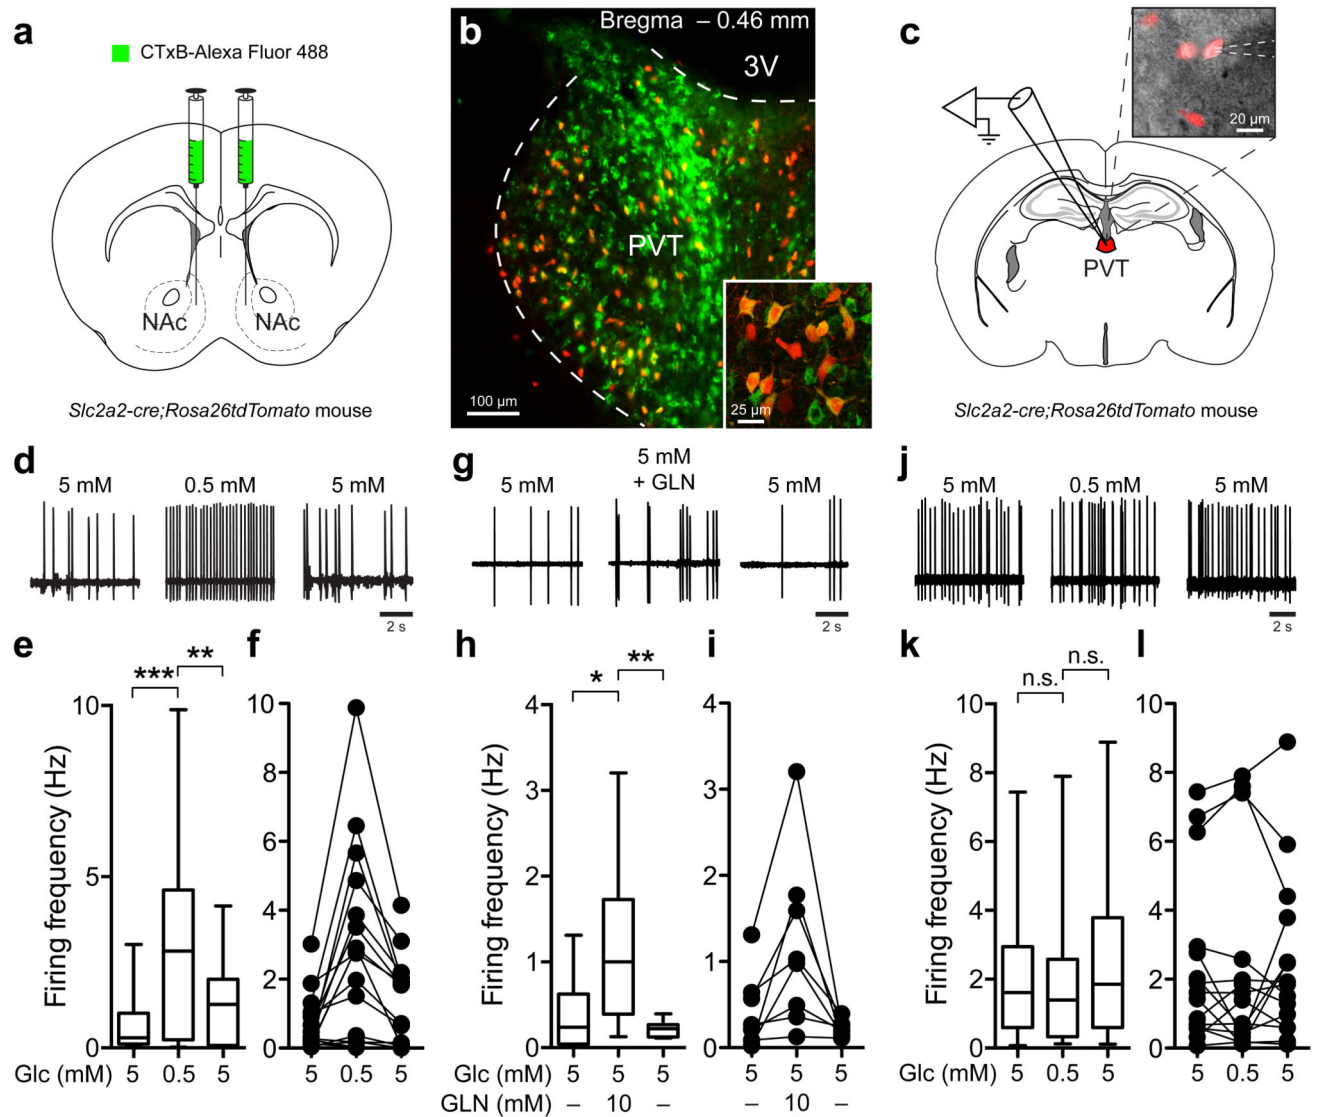 a
CTxB-Alexa Fluor 488
NAc
NAc
Slc2a2-cre;Rosa26tdTomato mouse
b
Bregma – 0.46 mm
3V
PVT
100 µm
25 µm
c
20 µm
PVT
Slc2a2-cre;Rosa26tdTomato mouse
d
5 mM 0.5 mM 5 mM
2 s
g
5 mM 5 mM + GLN 5 mM
2 s
j
5 mM 0.5 mM 5 mM
2 s
e
*** **
Firing frequency (Hz)
10
5
0
Glc (mM) 5 0.5 5
f
10
8
6
4
2
0
5 0.5 5
h
* **
Firing frequency (Hz)
4
3
2
1
0
Glc (mM) 5 5 5
GLN (mM) – 10 –
i
4
3
2
1
0
5 5 5
– 10 –
k
n.s. n.s.
Firing frequency (Hz)
10
8
6
4
2
0
Glc (mM) 5 0.5 5
l
10
8
6
4
2
0
5 0.5 5